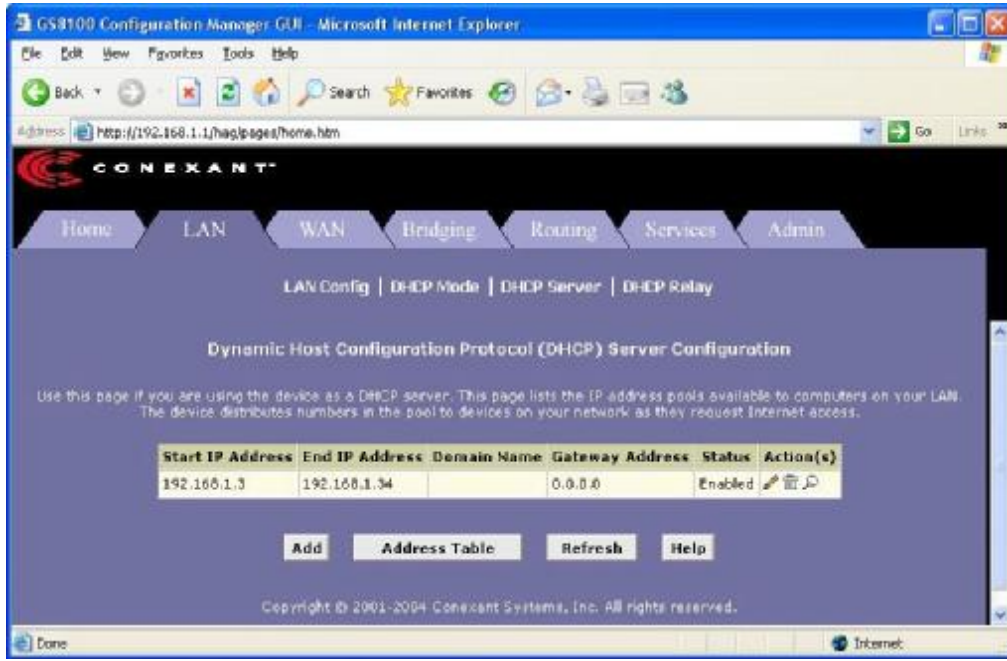 GS8100 Configuration Manager GUI - Microsoft Internet Explorer
File Edit View Favorites Tools Help
Back Search Favorites
Address http://192.168.1.1/hag/pages/home.htm Go Links
CONEXANT™
Home LAN WAN Bridging Routing Services Admin
LAN Config | DHCP Mode | DHCP Server | DHCP Relay
Dynamic Host Configuration Protocol (DHCP) Server Configuration
Use this page if you are using the device as a DHCP server. This page lists the IP address pools available to computers on your LAN.
The device distributes numbers in the pool to devices on your network as they request Internet access.
Start IP Address End IP Address Domain Name Gateway Address Status Action(s)
192.168.1.3 192.168.1.34 0.0.0.0 Enabled
Add Address Table Refresh Help
Copyright © 2001-2004 Conexant Systems, Inc. All rights reserved.
Done Internet